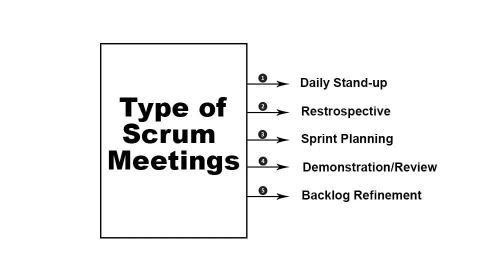 Type of
Scrum
Meetings
1 Daily Stand-up
2 Restrospective
3 Sprint Planning
4 Demonstration/Review
5 Backlog Refinement